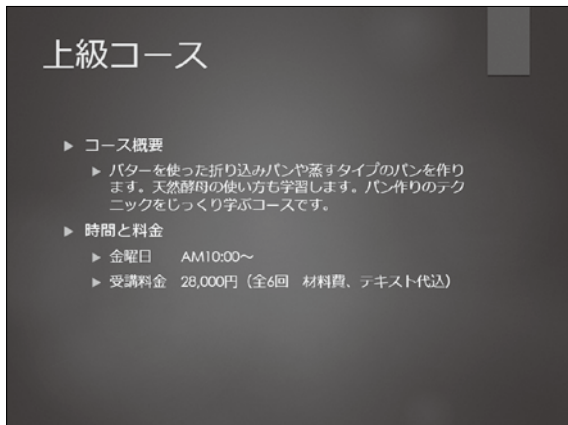 上級コース
コース概要
バターを使った折り込みパンや蒸すタイプのパンを作り
ます。天然酵母の使い方も学習します。パン作りのテク
ニックをじっくり学ぶコースです。
時間と料金
金曜日　AM10:00～
受講料金　28,000円（全6回　材料費、テキスト代込）